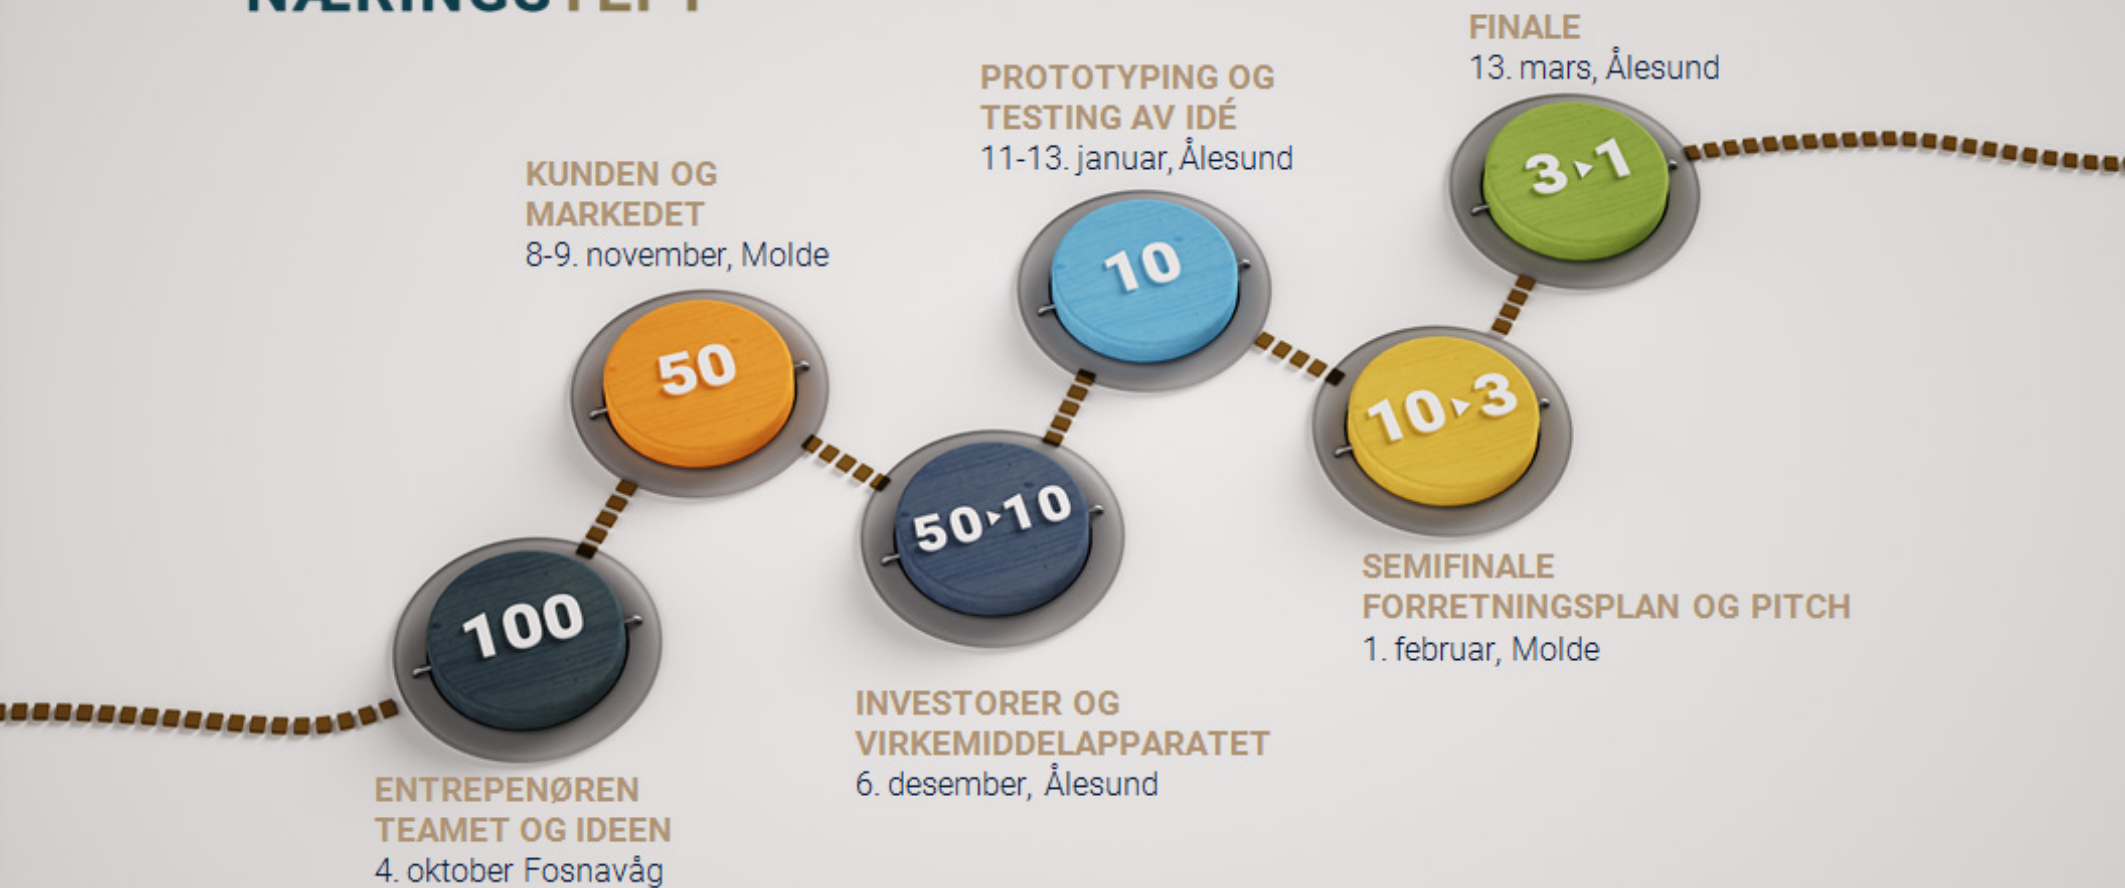 NÆRINGSTEFT
FINALE
13. mars, Ålesund
PROTOTYPING OG
TESTING AV IDÉ
11-13. januar, Ålesund
KUNDEN OG
MARKEDET
8-9. november, Molde
3▸1
10
50
10▸3
50▸10
100
SEMIFINALE
FORRETNINGSPLAN OG PITCH
1. februar, Molde
INVESTORER OG
VIRKEMIDDELAPPARATET
6. desember, Ålesund
ENTREPENØREN
TEAMET OG IDEEN
4. oktober Fosnavåg